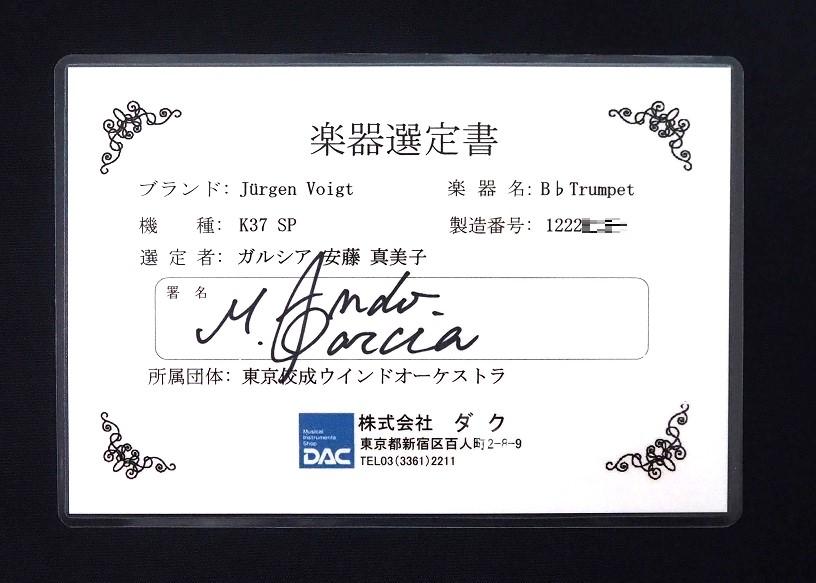 楽器選定書
ブランド: Jürgen Voigt 楽 器 名: B♭Trumpet
機 種: K37 SP 製造番号: 1222
選 定 者: ガルシア 安藤 真美子
署 名
M. Ando Garcia
所属団体: 東京佼成ウインドオーケストラ
Musical Instruments Shop
DAC
株式会社 ダ ク
東京都新宿区百人町2-8-9
TEL03(3361)2211